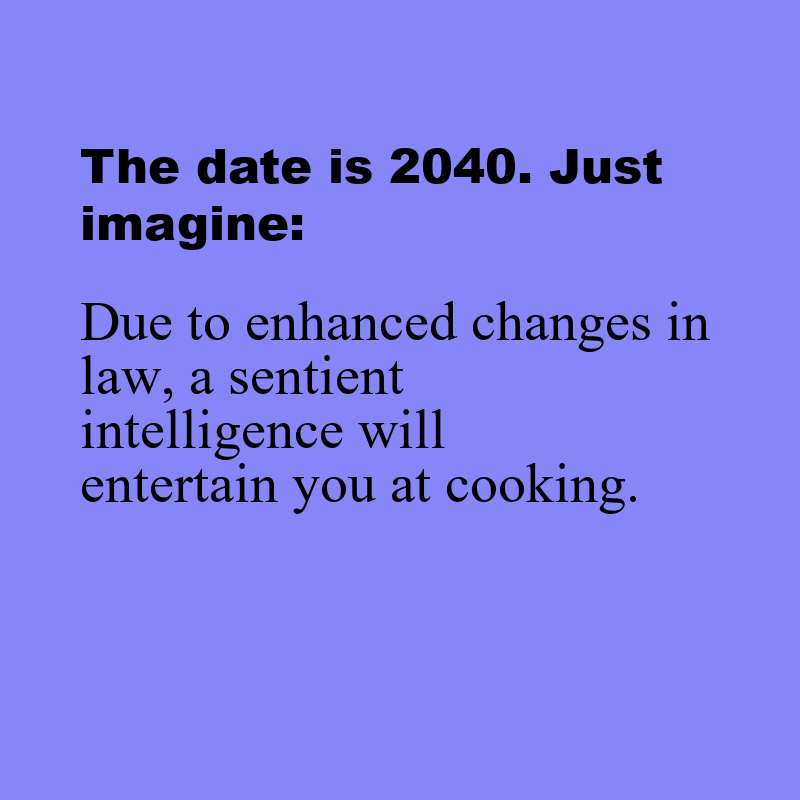 The date is 2040. Just
imagine:
Due to enhanced changes in
law, a sentient
intelligence will
entertain you at cooking.